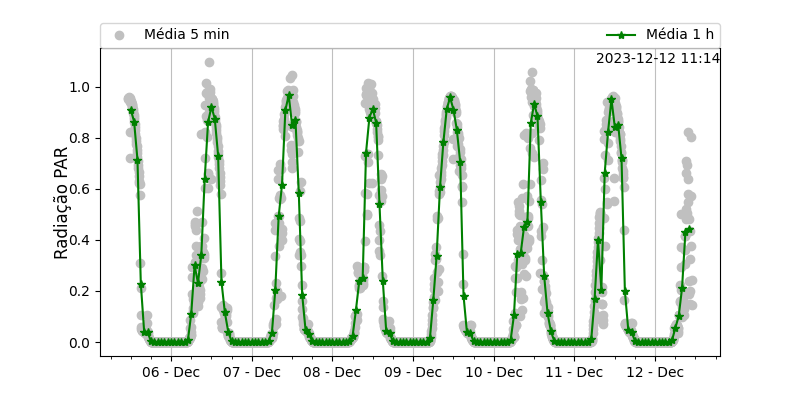 Média 5 min
Média 1 h
2023-12-12 11:14
Radiação PAR
1.0
0.8
0.6
0.4
0.2
0.0
06 - Dec
07 - Dec
08 - Dec
09 - Dec
10 - Dec
11 - Dec
12 - Dec